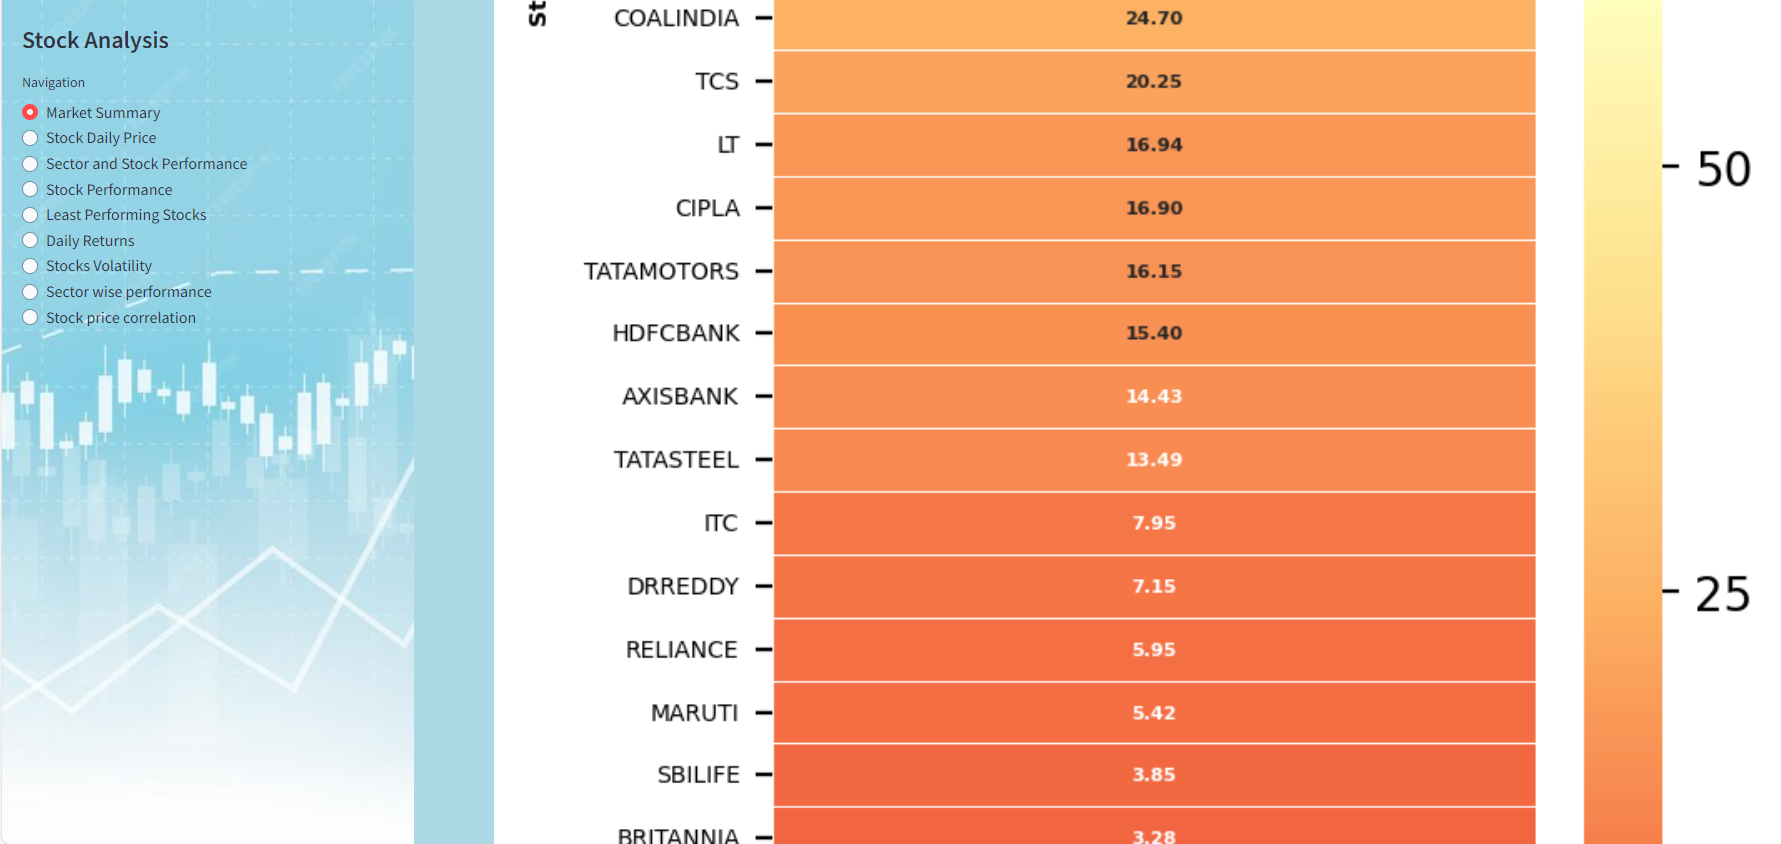 Stock Analysis
Navigation
Market Summary
Stock Daily Price
Sector and Stock Performance
Stock Performance
Least Performing Stocks
Daily Returns
Stocks Volatility
Sector wise performance
Stock price correlation
St
COALINDIA 24.70
TCS 20.25
LT 16.94
CIPLA 16.90
TATAMOTORS 16.15
HDFCBANK 15.40
AXISBANK 14.43
TATASTEEL 13.49
ITC 7.95
DRREDDY 7.15
RELIANCE 5.95
MARUTI 5.42
SBILIFE 3.85
BRITANNIA 3.28
50
25